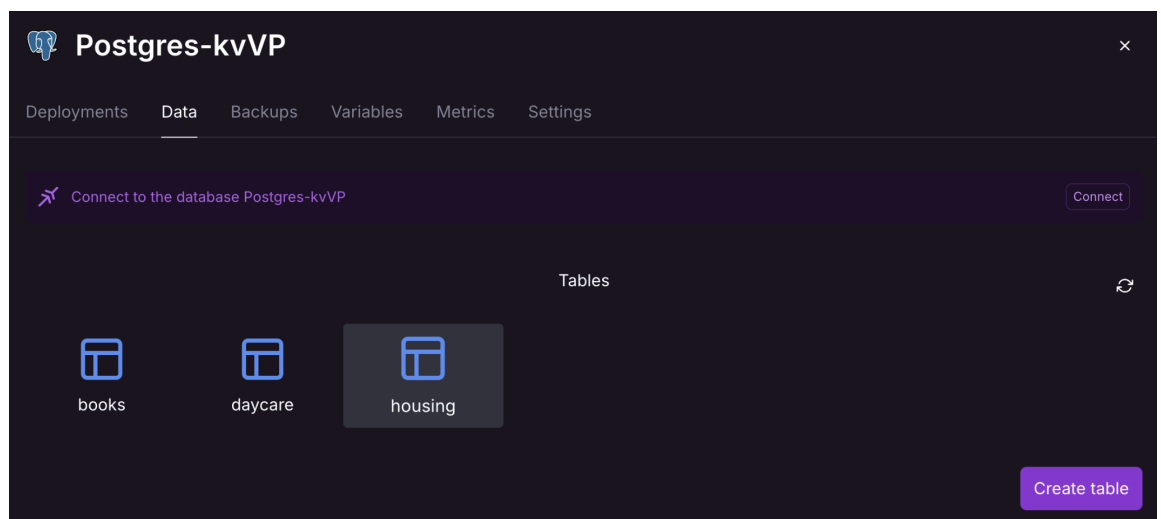 Postgres-kvVP
Deployments Data Backups Variables Metrics Settings
Connect to the database Postgres-kvVP Connect
Tables
books daycare housing
Create table